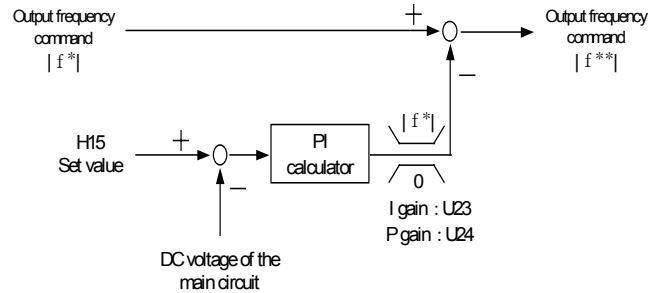 Output frequency
command
| f *|
+
−
Output frequency
command
| f **|
H15
Set value
+
−
PI
calculator
| f *|
0
I gain : U23
P gain : U24
DC voltage of the
main circuit